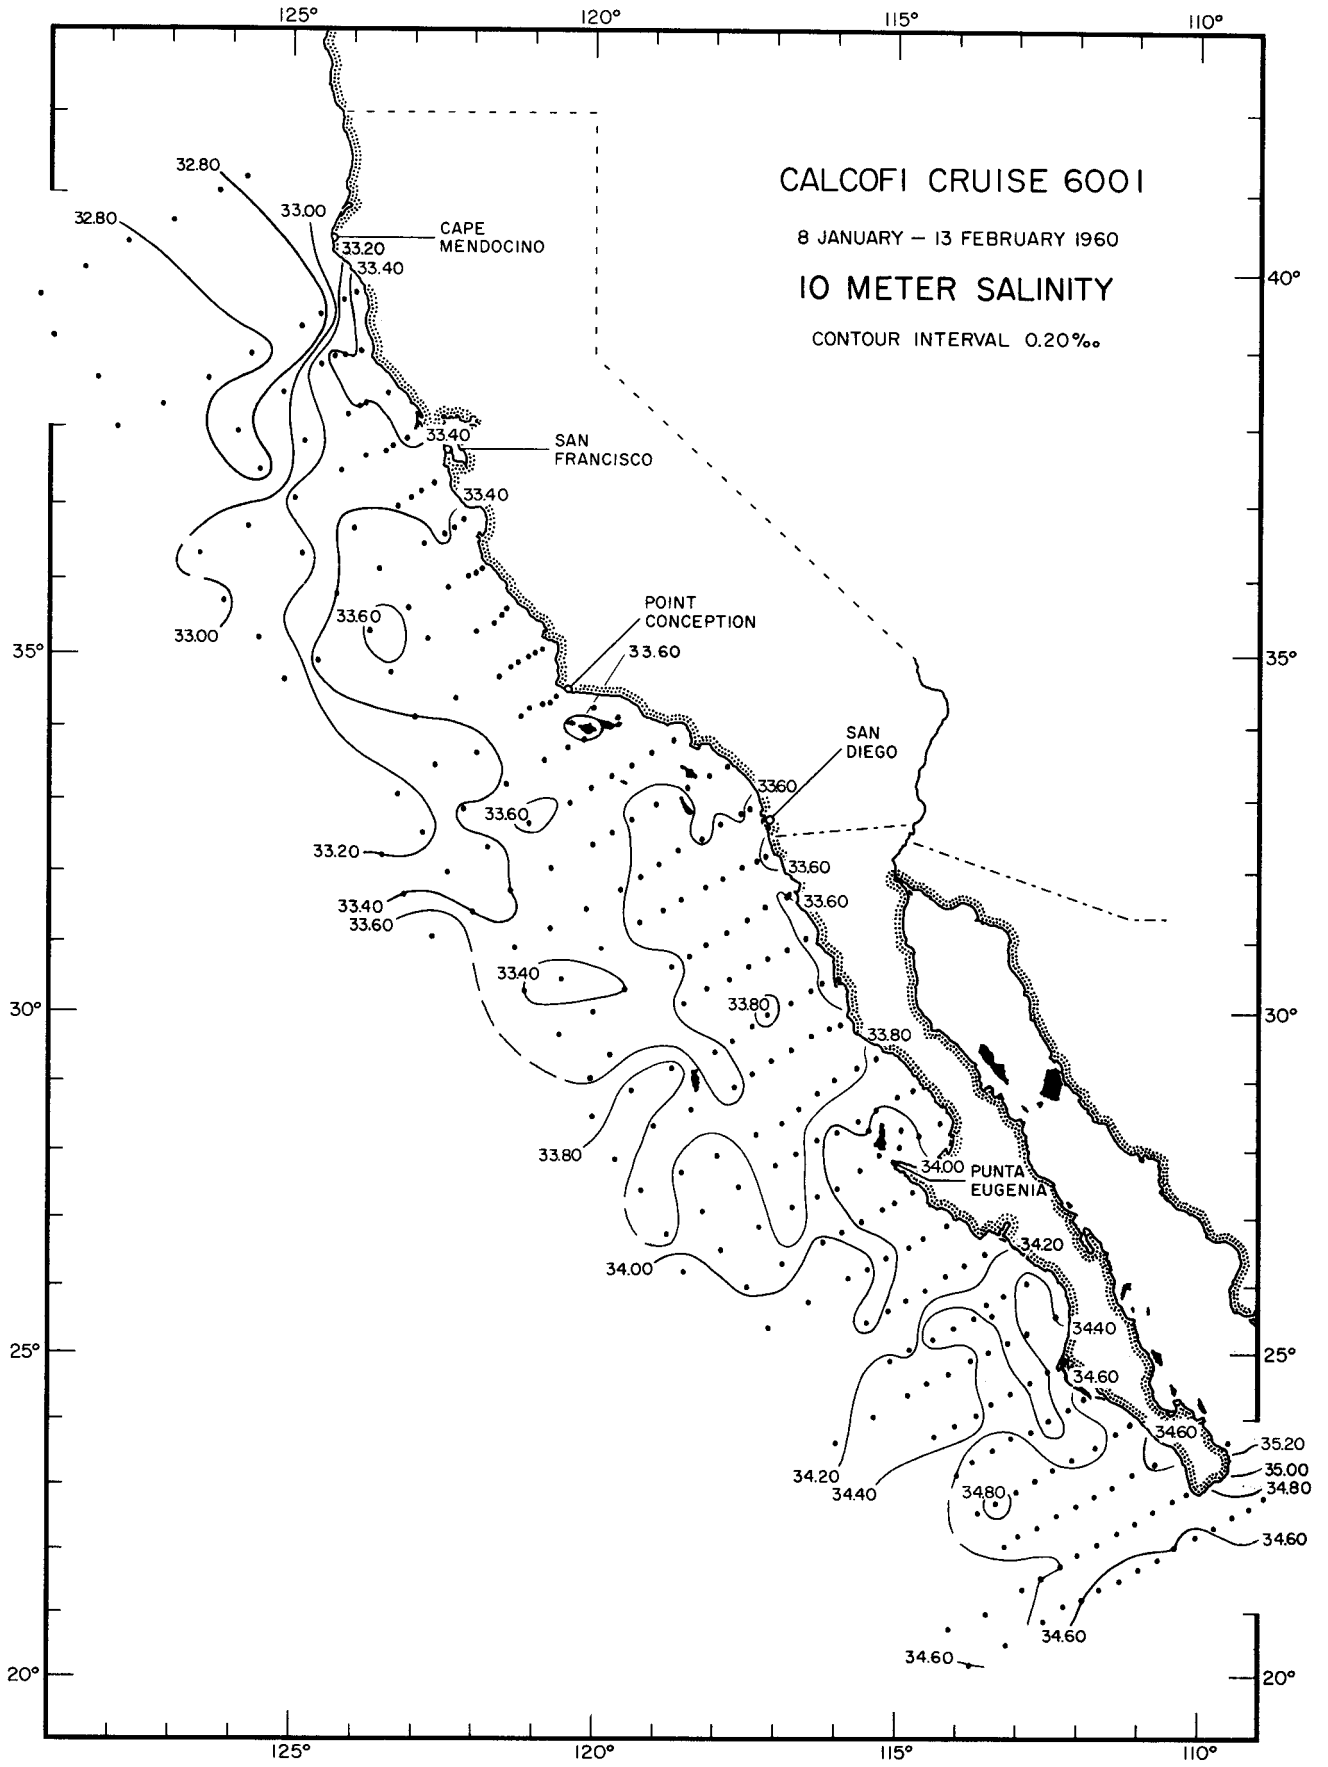 125° 120° 115° 110°
32.80
CALCOFI CRUISE 6001
32.80
33.00
CAPE
MENDOCINO
8 JANUARY – 13 FEBRUARY 1960
33.20
33.40
40°
10 METER SALINITY
CONTOUR INTERVAL 0.20‰
33.40
SAN
FRANCISCO
33.40
POINT
CONCEPTION
33.60
33.00
35°
33.60
35°
SAN
DIEGO
33.60
33.60
33.20
33.60
33.40
33.60
33.60
33.40
33.80
30°
30°
33.80
33.80
34.00
PUNTA
EUGENIA
34.20
34.00
34.40
25°
25°
34.60
34.60
35.20
35.00
34.80
34.20
34.40
34.80
34.60
34.60
34.60
20°
20°
125° 120° 115° 110°